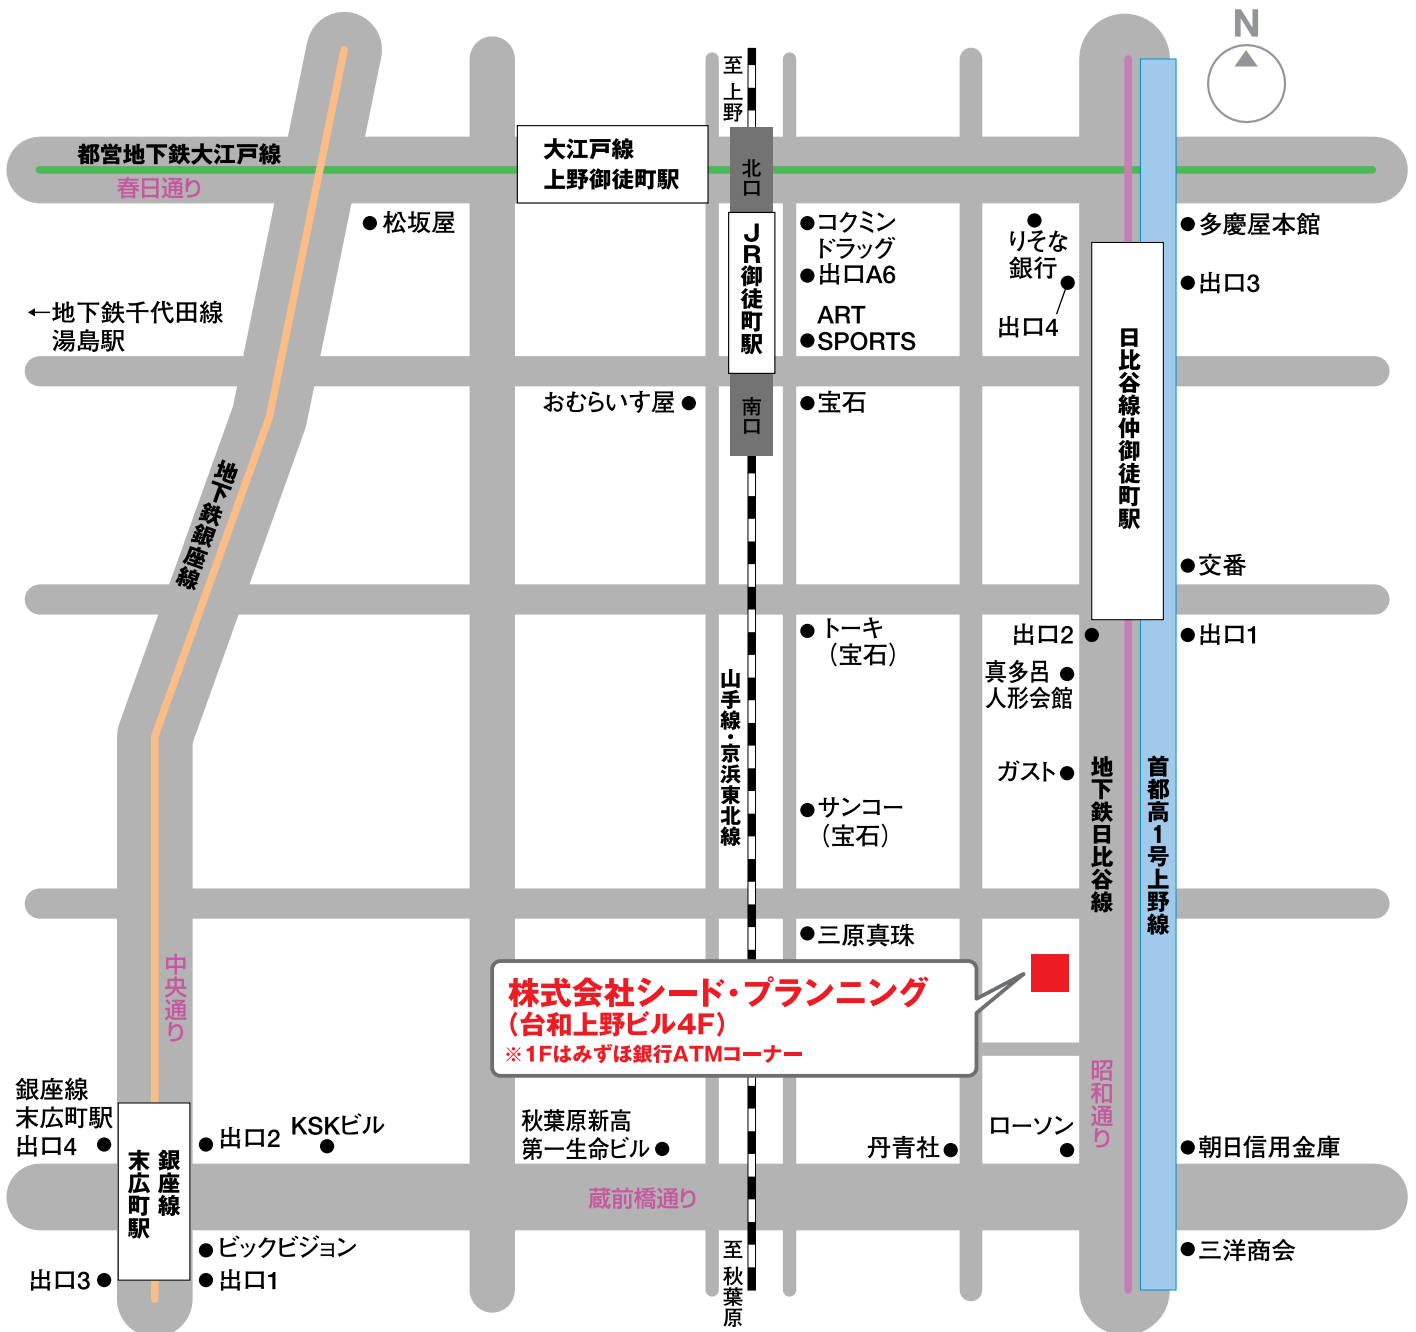 N
至上野
都営地下鉄大江戸線
春日通り
大江戸線
上野御徒町駅
北口
松坂屋
JR御徒町駅
コクミン
ドラッグ
出口A6
ART
SPORTS
りそな
銀行
出口4
多慶屋本館
出口3
←地下鉄千代田線
湯島駅
日比谷線仲御徒町駅
おむらいす屋
南口
宝石
地下鉄銀座線
交番
トーキ
（宝石）
出口2
出口1
真多呂
人形会館
山手線・京浜東北線
ガスト
サンコー
（宝石）
地下鉄日比谷線
首都高1号上野線
三原真珠
中央通り
株式会社シード・プランニング
（台和上野ビル4F）
※1Fはみずほ銀行ATMコーナー
昭和通り
銀座線
末広町駅
出口4
出口2
KSKビル
秋葉原新高
第一生命ビル
丹青社
ローソン
朝日信用金庫
銀座線
末広町駅
蔵前橋通り
ビックビジョン
出口3
出口1
至秋葉原
三洋商会